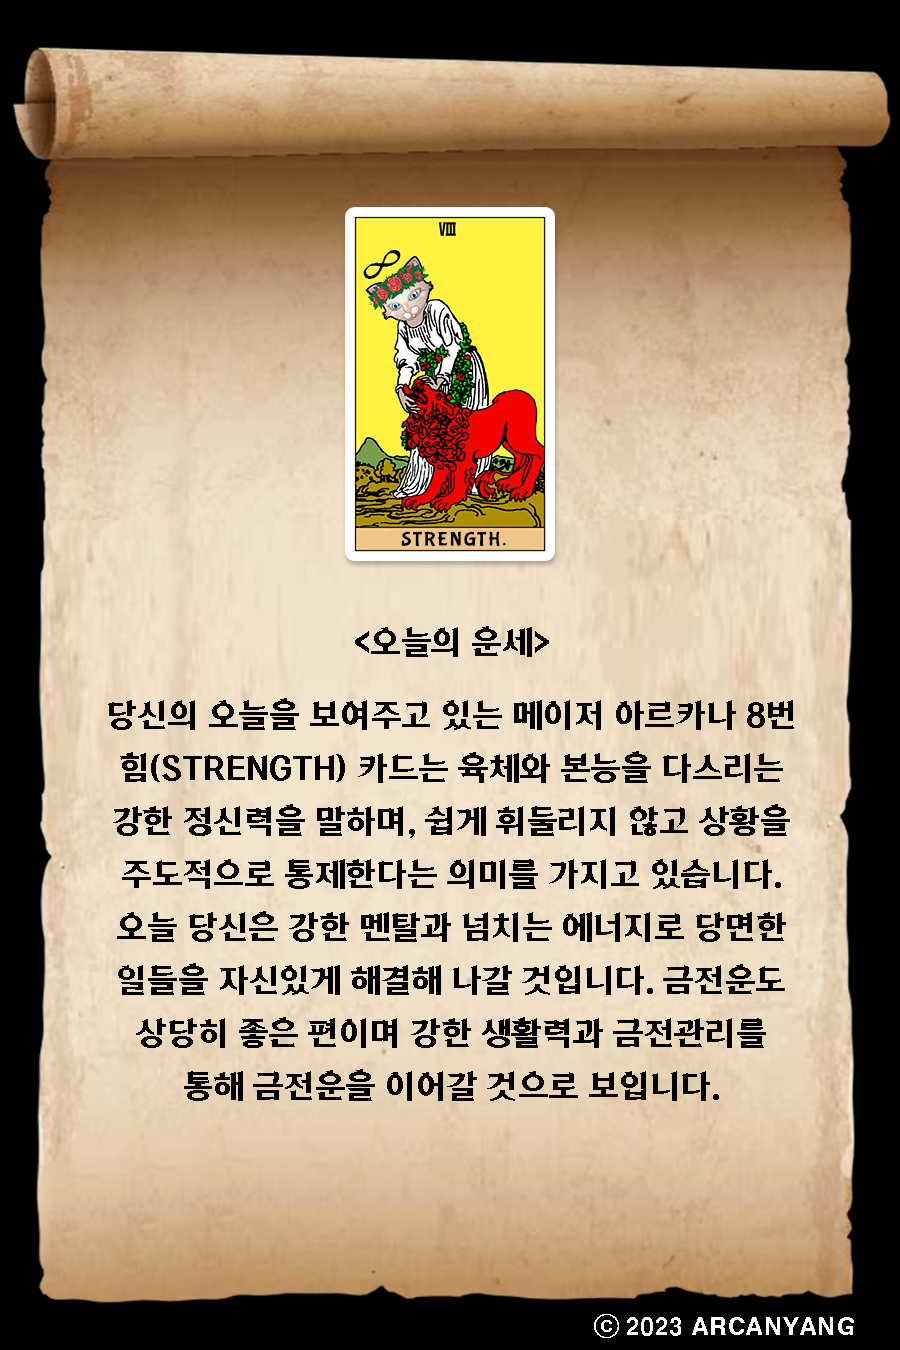 VIII
STRENGTH.
<오늘의 운세>
당신의 오늘을 보여주고 있는 메이저 아르카나 8번
힘(STRENGTH) 카드는 육체와 본능을 다스리는
강한 정신력을 말하며, 쉽게 휘둘리지 않고 상황을
주도적으로 통제한다는 의미를 가지고 있습니다.
오늘 당신은 강한 멘탈과 넘치는 에너지로 당면한
일들을 자신있게 해결해 나갈 것입니다. 금전운도
상당히 좋은 편이며 강한 생활력과 금전관리를
통해 금전운을 이어갈 것으로 보입니다.
ⓒ 2023 ARCANYANG